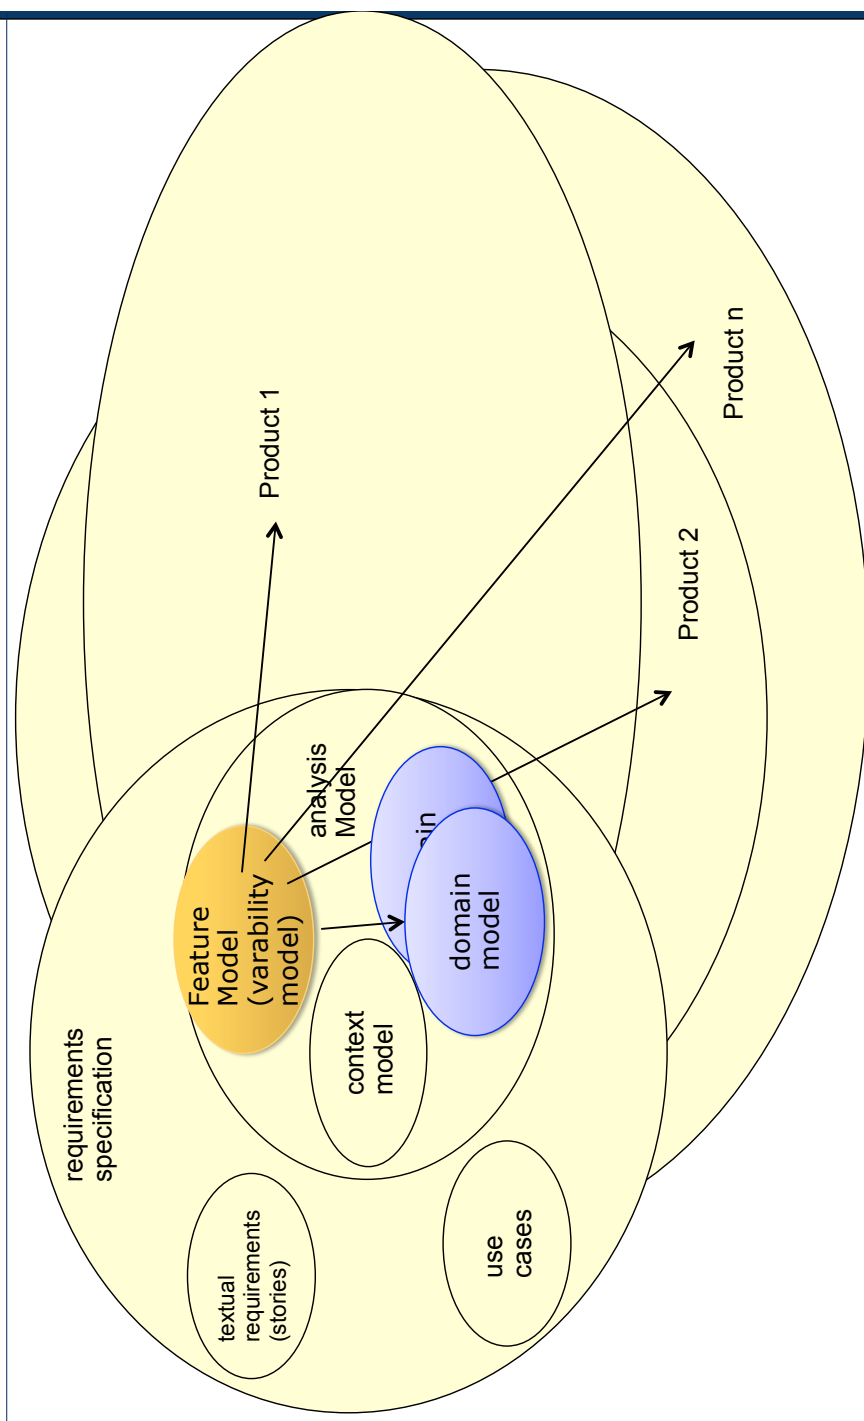 requirements
specification
textual
requirements
(stories)
use
cases
Feature
Model
(varability
model)
context
model
analysis
Model
domain
model
Product 1
Product 2
Product n